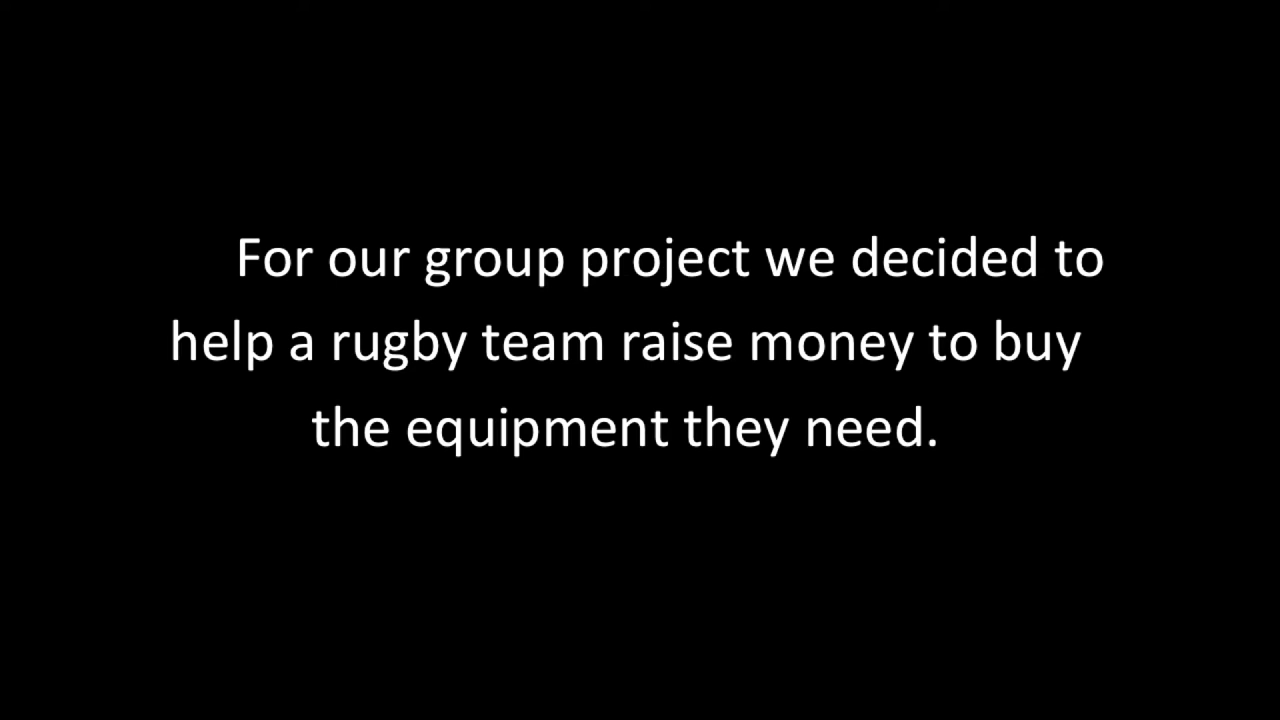 For our group project we decided to
help a rugby team raise money to buy
the equipment they need.